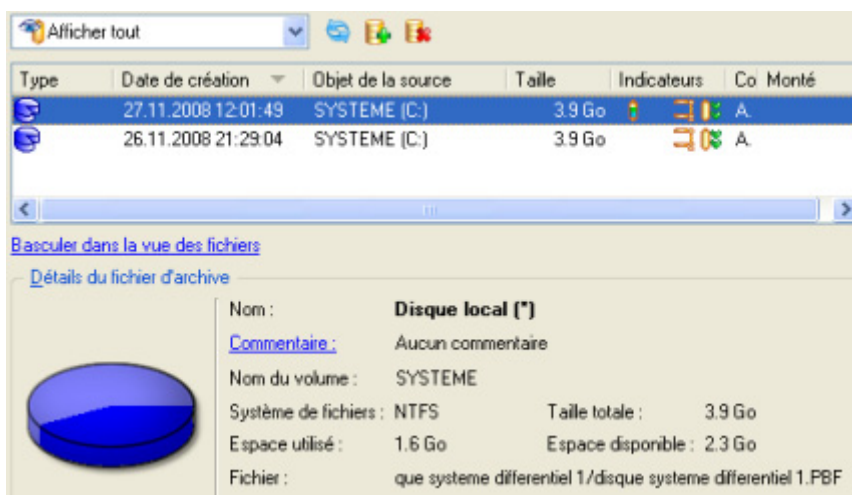 Afficher tout
Type Date de création Objet de la source Taille Indicateurs Co Monté
27.11.2008 12:01:49 SYSTEME (C:) 3.9 Go A.
26.11.2008 21:29:04 SYSTEME (C:) 3.9 Go A.
Basculer dans la vue des fichiers
Détails du fichier d'archive
Nom : Disque local (*)
Commentaire : Aucun commentaire
Nom du volume : SYSTEME
Système de fichiers : NTFS Taille totale : 3.9 Go
Espace utilisé : 1.6 Go Espace disponible : 2.3 Go
Fichier : que systeme differentiel 1/disque systeme differentiel 1.PBF